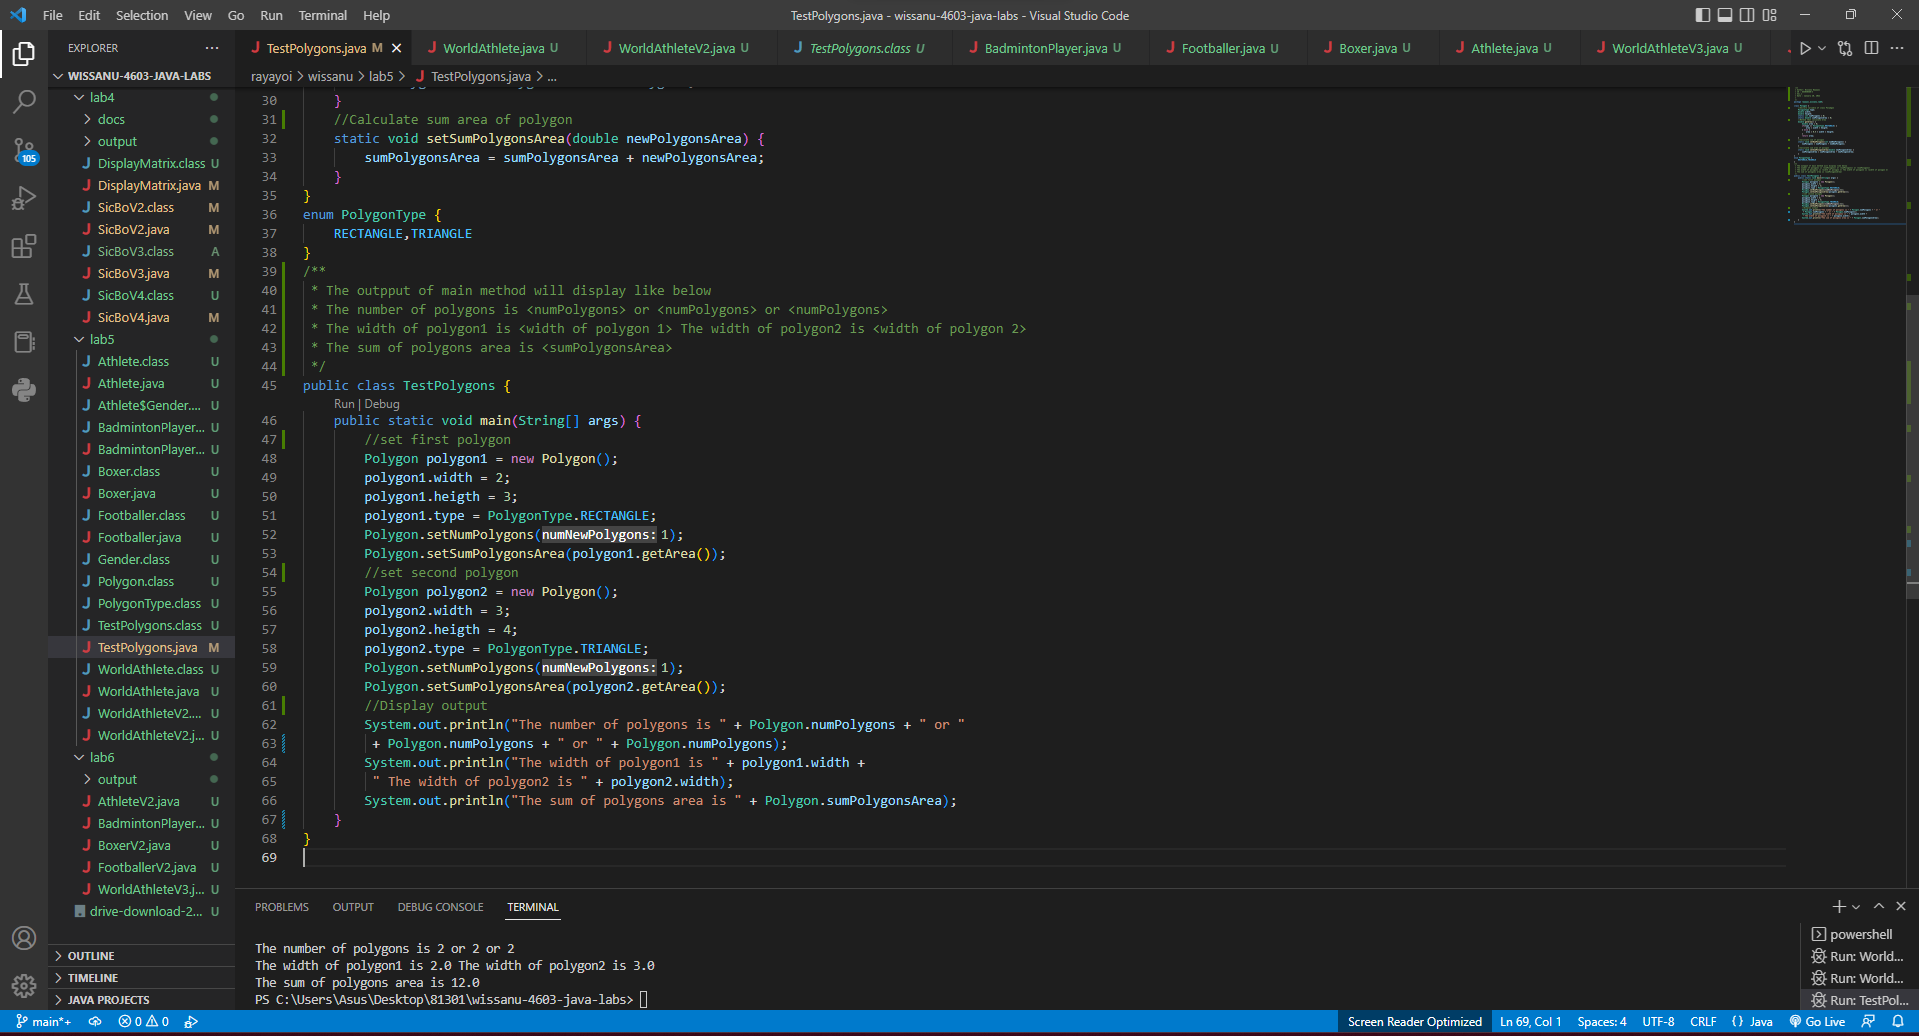 File Edit Selection View Go Run Terminal Help
TestPolygons.java - wissanu-4603-java-labs - Visual Studio Code
EXPLORER
TestPolygons.java M
WorldAthlete.java U
WorldAthleteV2.java U
TestPolygons.class U
BadmintonPlayer.java U
Footballer.java U
Boxer.java U
Athlete.java U
WorldAthleteV3.java U
rayayoi > wissanu > lab5 > TestPolygons.java > ...
WISSANU-4603-JAVA-LABS
lab4
docs
output
DisplayMatrix.class U
DisplayMatrix.java M
SicBoV2.class M
SicBoV2.java M
SicBoV3.class A
SicBoV3.java M
SicBoV4.class U
SicBoV4.java M
lab5
Athlete.class U
Athlete.java U
Athlete$Gender.... U
BadmintonPlayer... U
BadmintonPlayer... U
Boxer.class U
Boxer.java U
Footballer.class U
Footballer.java U
Gender.class U
Polygon.class U
PolygonType.class U
TestPolygons.class U
TestPolygons.java M
WorldAthlete.class U
WorldAthlete.java U
WorldAthleteV2.... U
WorldAthleteV2.j... U
lab6
output
AthleteV2.java U
BadmintonPlayer... U
BoxerV2.java U
FootballerV2.java U
WorldAthleteV3.j... U
drive-download-2... U
OUTLINE
TIMELINE
JAVA PROJECTS
105
30 }
31 //Calculate sum area of polygon
32 static void setSumPolygonsArea(double newPolygonsArea) {
33 sumPolygonsArea = sumPolygonsArea + newPolygonsArea;
34 }
35 }
36 enum PolygonType {
37 RECTANGLE,TRIANGLE
38 }
39 /**
40 * The outpput of main method will display like below
41 * The number of polygons is <numPolygons> or <numPolygons> or <numPolygons>
42 * The width of polygon1 is <width of polygon 1> The width of polygon2 is <width of polygon 2>
43 * The sum of polygons area is <sumPolygonsArea>
44 */
45 public class TestPolygons {
Run | Debug
46 public static void main(String[] args) {
47 //set first polygon
48 Polygon polygon1 = new Polygon();
49 polygon1.width = 2;
50 polygon1.heigth = 3;
51 polygon1.type = PolygonType.RECTANGLE;
52 Polygon.setNumPolygons(numNewPolygons: 1);
53 Polygon.setSumPolygonsArea(polygon1.getArea());
54 //set second polygon
55 Polygon polygon2 = new Polygon();
56 polygon2.width = 3;
57 polygon2.heigth = 4;
58 polygon2.type = PolygonType.TRIANGLE;
59 Polygon.setNumPolygons(numNewPolygons: 1);
60 Polygon.setSumPolygonsArea(polygon2.getArea());
61 //Display output
62 System.out.println("The number of polygons is " + Polygon.numPolygons + " or "
63 + Polygon.numPolygons + " or " + Polygon.numPolygons);
64 System.out.println("The width of polygon1 is " + polygon1.width +
65 " The width of polygon2 is " + polygon2.width);
66 System.out.println("The sum of polygons area is " + Polygon.sumPolygonsArea);
67 }
68 }
69
PROBLEMS OUTPUT DEBUG CONSOLE TERMINAL
The number of polygons is 2 or 2 or 2
The width of polygon1 is 2.0 The width of polygon2 is 3.0
The sum of polygons area is 12.0
PS C:\Users\Asus\Desktop\81301\wissanu-4603-java-labs>
powershell
Run: World...
Run: World...
Run: TestPol...
main*+ 0 0 Screen Reader Optimized Ln 69, Col 1 Spaces: 4 UTF-8 CRLF {} Java Go Live